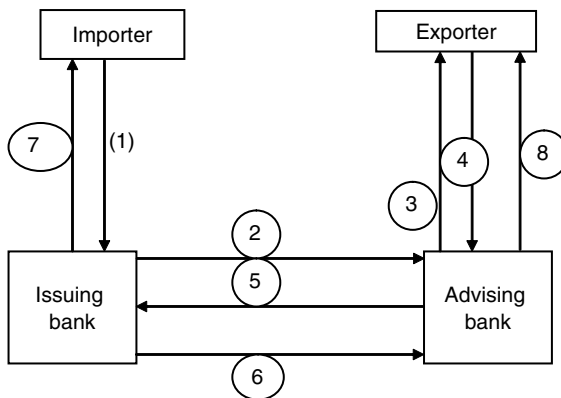 Importer
Exporter
7
(1)
3
4
8
2
5
6
Issuing
bank
Advising
bank